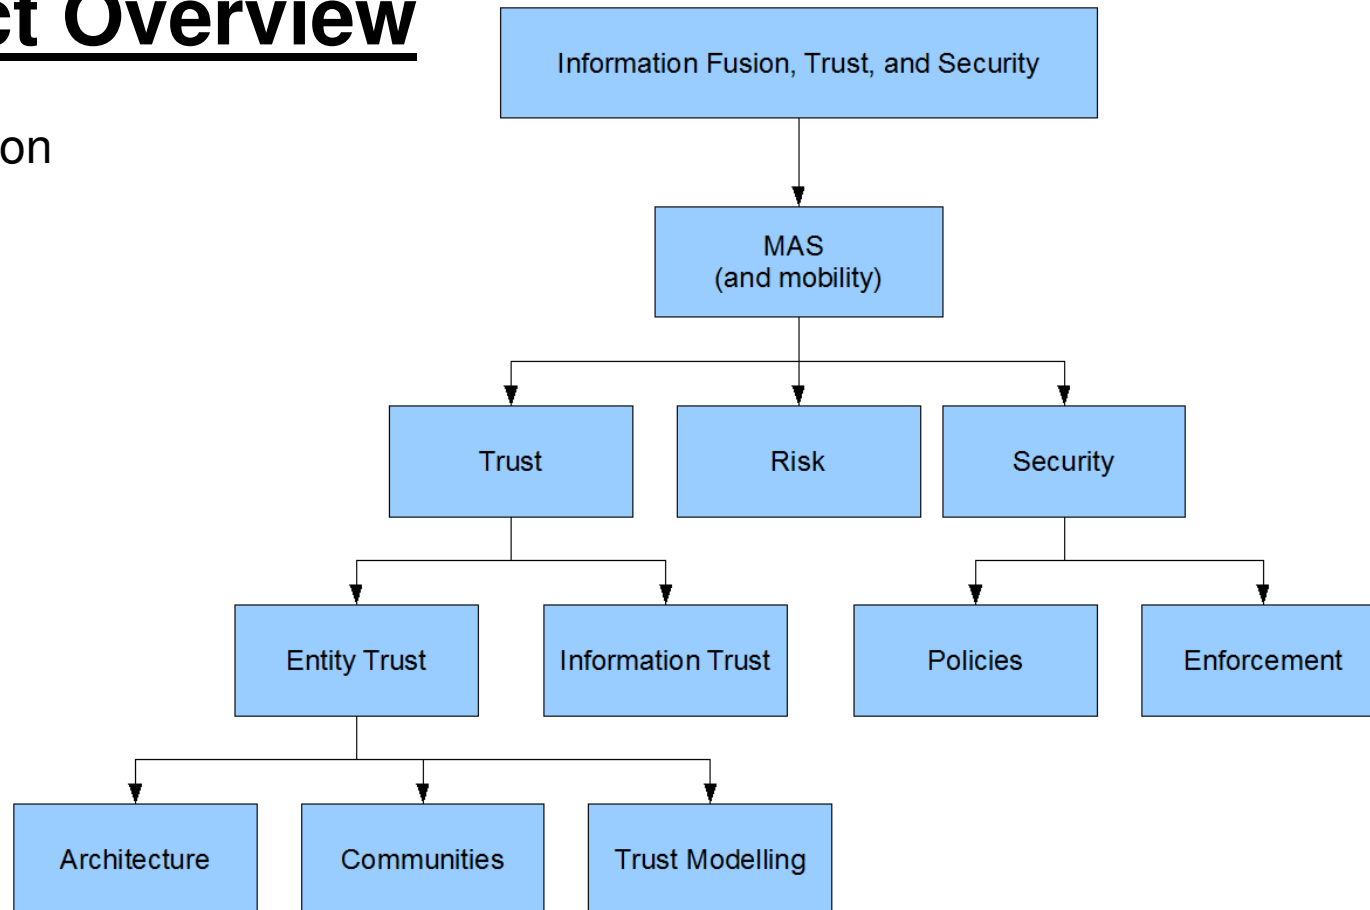 ct Overview
on
Information Fusion, Trust, and Security
MAS
(and mobility)
Trust
Risk
Security
Entity Trust
Information Trust
Policies
Enforcement
Architecture
Communities
Trust Modelling